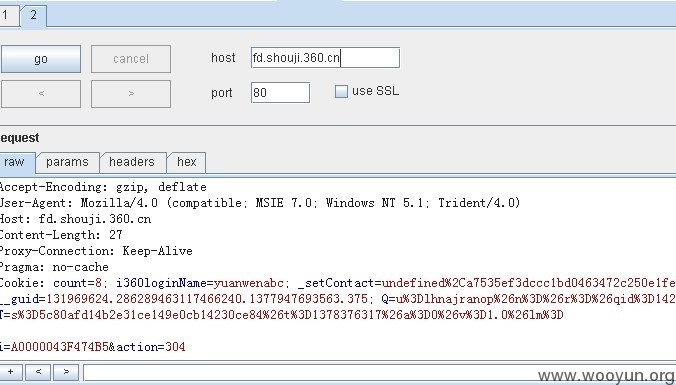 1 2
go cancel host fd.shouji.360.cn
< > port 80 use SSL
equest
raw params headers hex
Accept-Encoding: gzip, deflate
User-Agent: Mozilla/4.0 (compatible; MSIE 7.0; Windows NT 5.1; Trident/4.0)
Host: fd.shouji.360.cn
Content-Length: 27
Proxy-Connection: Keep-Alive
Pragma: no-cache
Cookie: count=8; i360loginName=yuanwenabc; _setContact=undefined%2Ca7535ef3dccc1bd0463472c250e1fe
__guid=131969624.286289463117466240.1377947693563.375; Q=u%3Dlhnajranop%26n%3D%26r%3D%26qid%3D142
T=s%3D5c80afd14b2e31ce149e0cb14230ce84%26t%3D1378376317%26a%3D0%26v%3D1.0%26lm%3D
i=A0000043F474B5&action=304
+ < >
www.wooyun.org